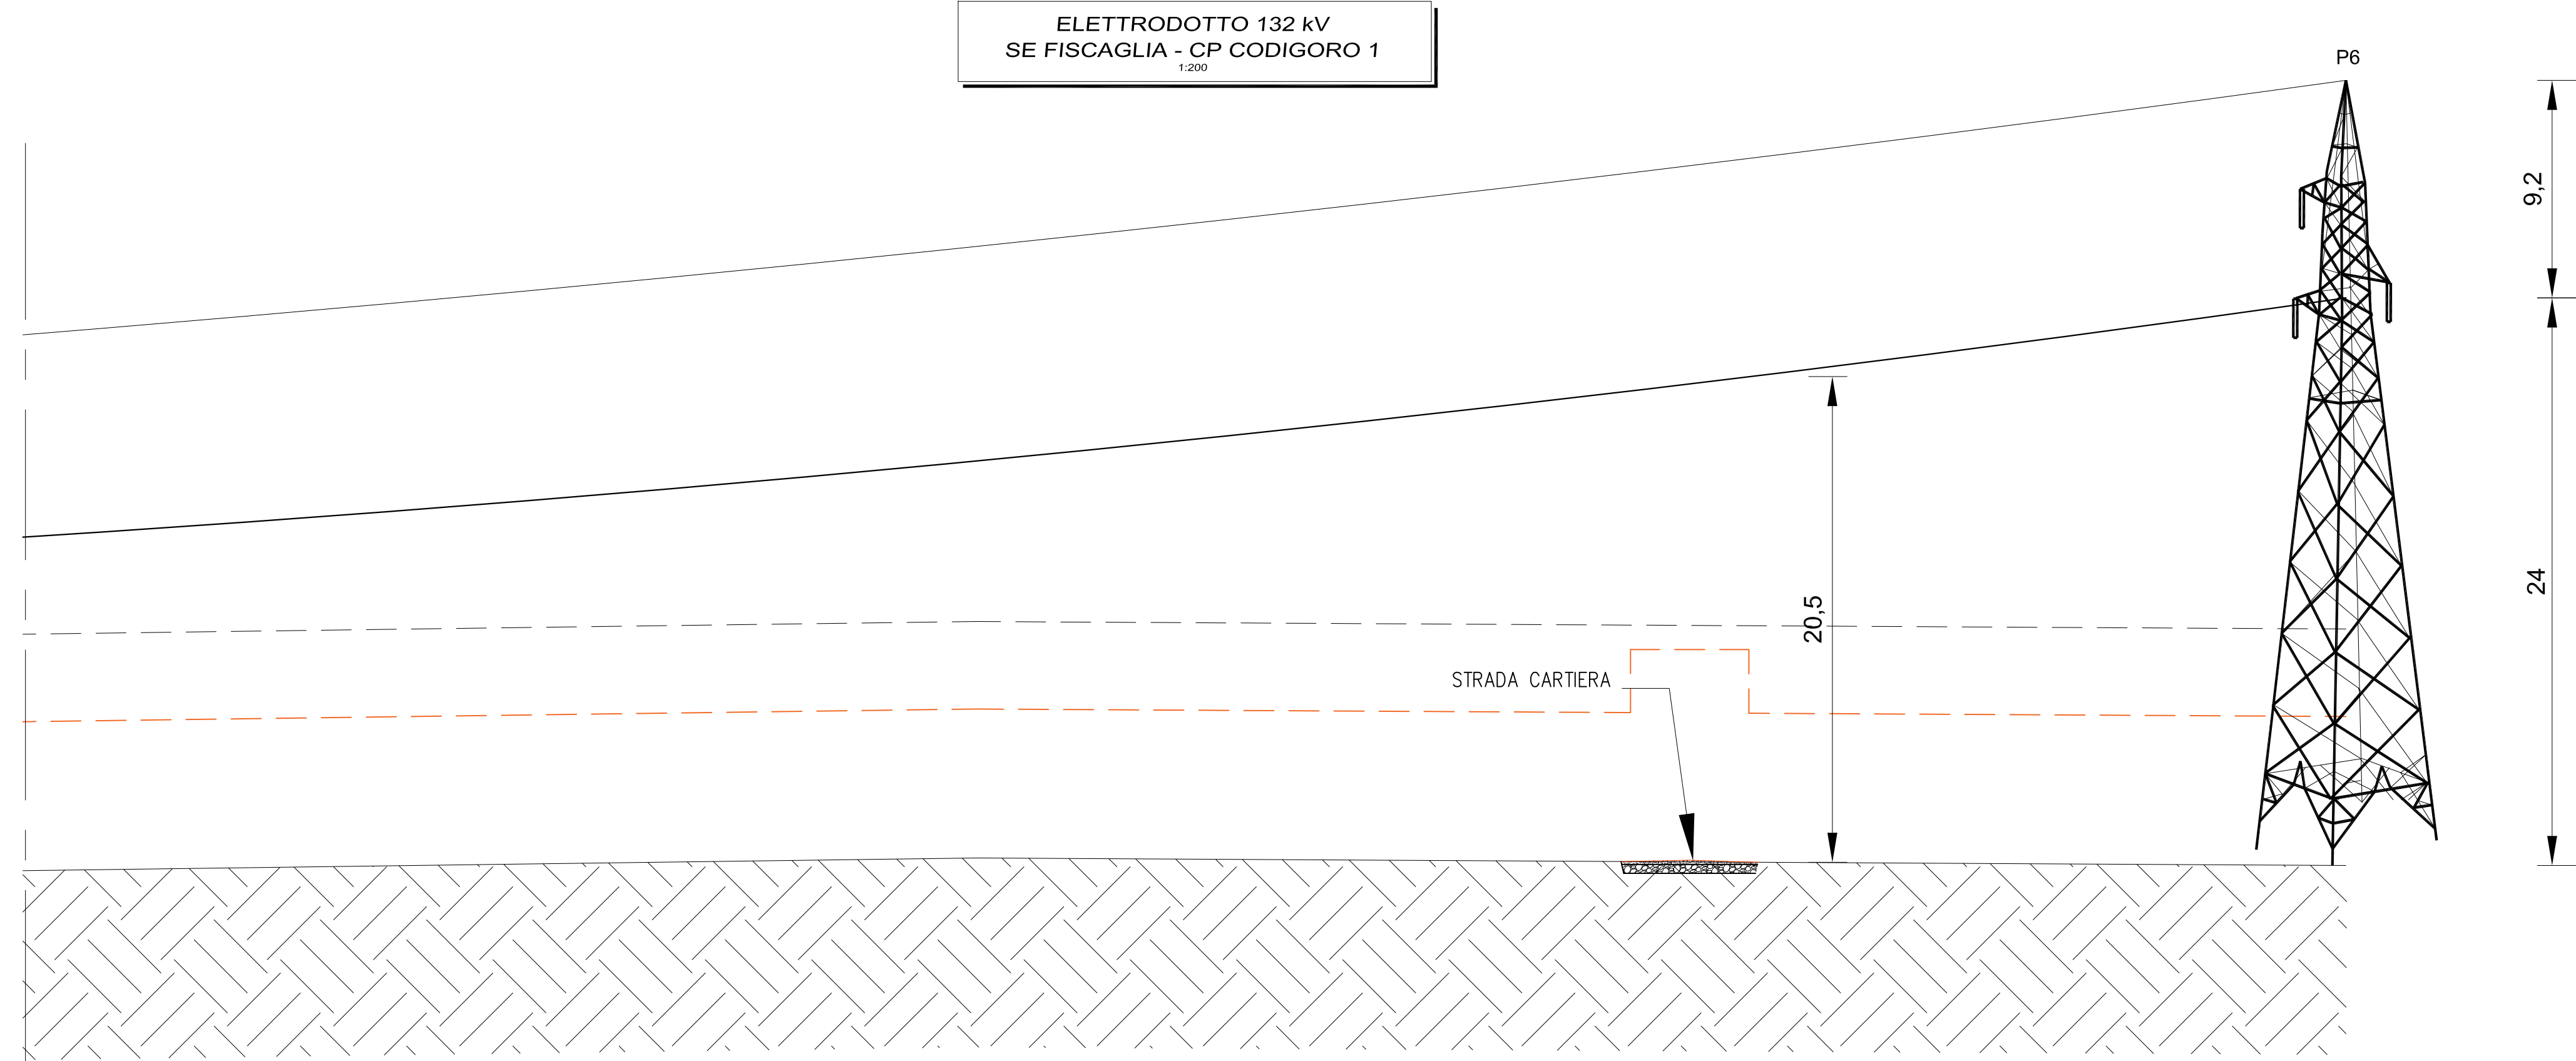 ELETTRODOTTO 132 kV
SE FISCAGLIA - CP CODIGORO 1
1:200
P6
9,2
24
20,5
STRADA CARTIERA